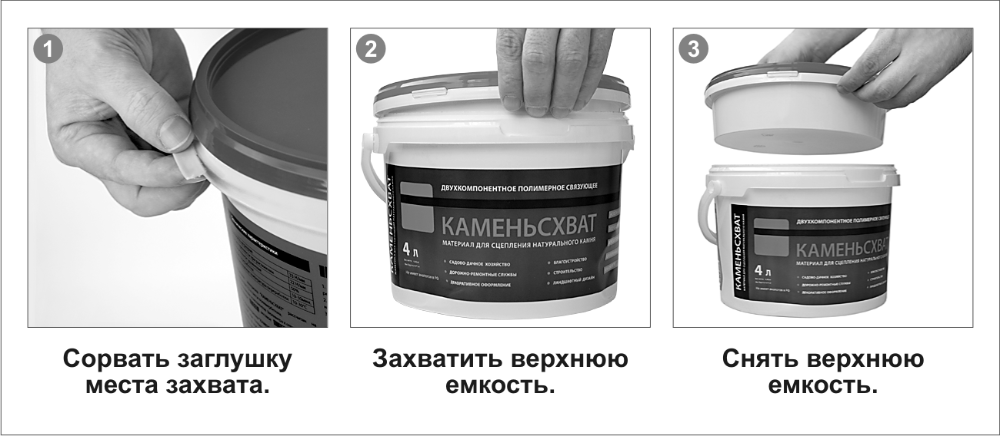 1
2
3
характеристики
ДВУХКОМПОНЕНТНОЕ ПОЛИМЕРНОЕ СВЯЗУЮЩЕЕ
КАМЕНЬСХВАТ
КАМЕНЬСХВАТ
МАТЕРИАЛ ДЛЯ СЦЕПЛЕНИЯ НАТУРАЛЬНОГО КАМНЯ
4 л
САДОВО-ДАЧНОЕ ХОЗЯЙСТВО
ДОРОЖНО-РЕМОНТНЫЕ СЛУЖБЫ
ДЕКОРАТИВНОЕ ОФОРМЛЕНИЕ
БЛАГОУСТРОЙСТВО
СТРОИТЕЛЬСТВО
ЛАНДШАФТНЫЙ ДИЗАЙН
КАМЕНЬСХВАТ
ДВУХКОМПОНЕНТНОЕ ПОЛИМЕРНОЕ
КАМЕНЬСХВАТ
МАТЕРИАЛ ДЛЯ СЦЕПЛЕНИЯ НАТУРАЛЬНОГО
4 л
САДОВО-ДАЧНОЕ ХОЗЯЙСТВО
ДОРОЖНО-РЕМОНТНЫЕ СЛУЖБЫ
ДЕКОРАТИВНОЕ ОФОРМЛЕНИЕ
Сорвать заглушку
места захвата.
Захватить верхнюю
емкость.
Снять верхнюю
емкость.